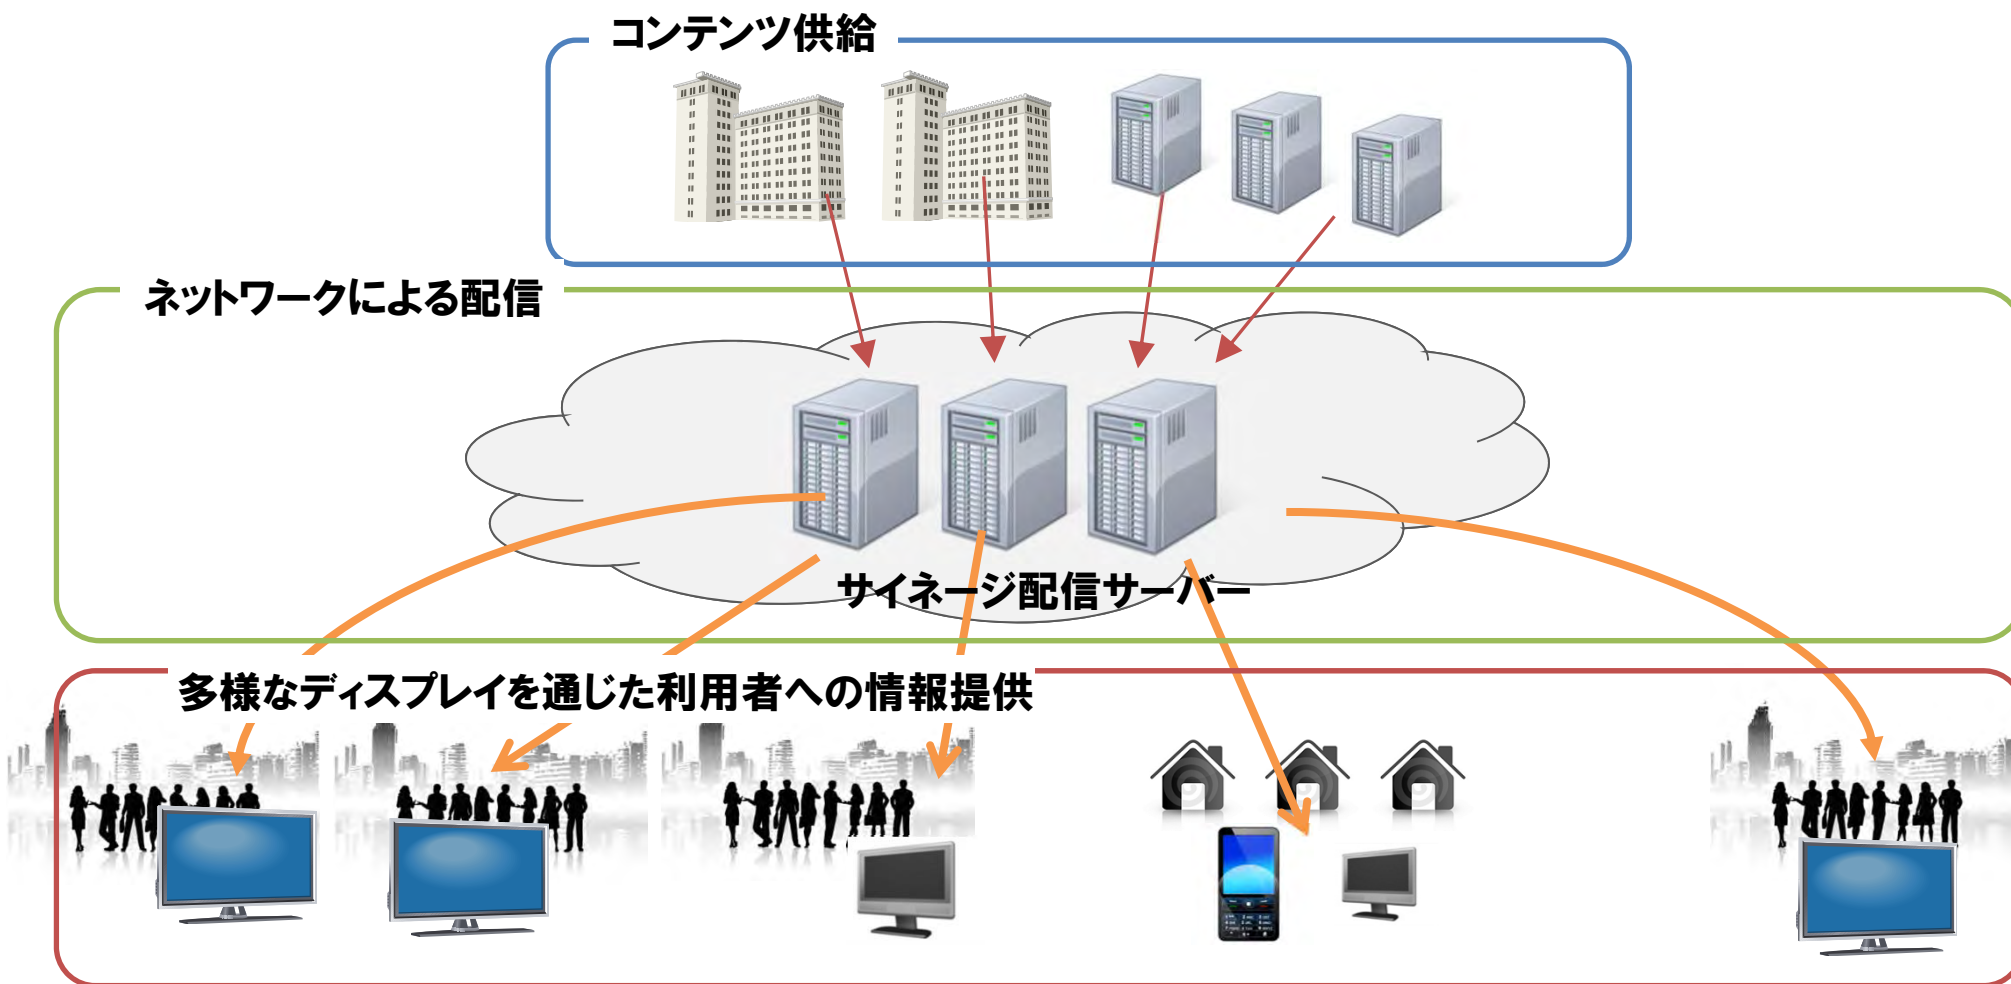 コンテンツ供給
ネットワークによる配信
サイネージ配信サーバー
多様なディスプレイを通じた利用者への情報提供